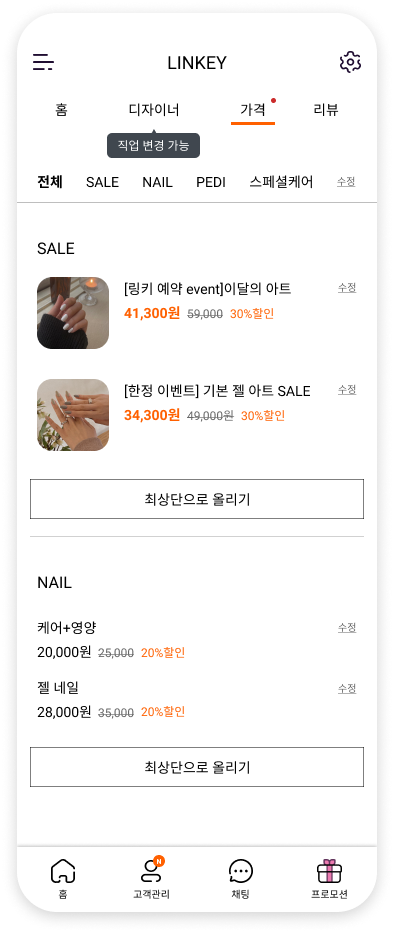 LINKEY
홈 디자이너 가격 리뷰
직업 변경 가능
전체 SALE NAIL PEDI 스페셜케어 수정
SALE
[링키 예약 event]이달의 아트 수정
41,300원 59,000 30%할인
[한정 이벤트] 기본 젤 아트 SALE 수정
34,300원 49,000원 30%할인
최상단으로 올리기
NAIL
케어+영양 수정
20,000원 25,000 20%할인
젤 네일 수정
28,000원 35,000 20%할인
최상단으로 올리기
N
홈 고객관리 채팅 프로모션